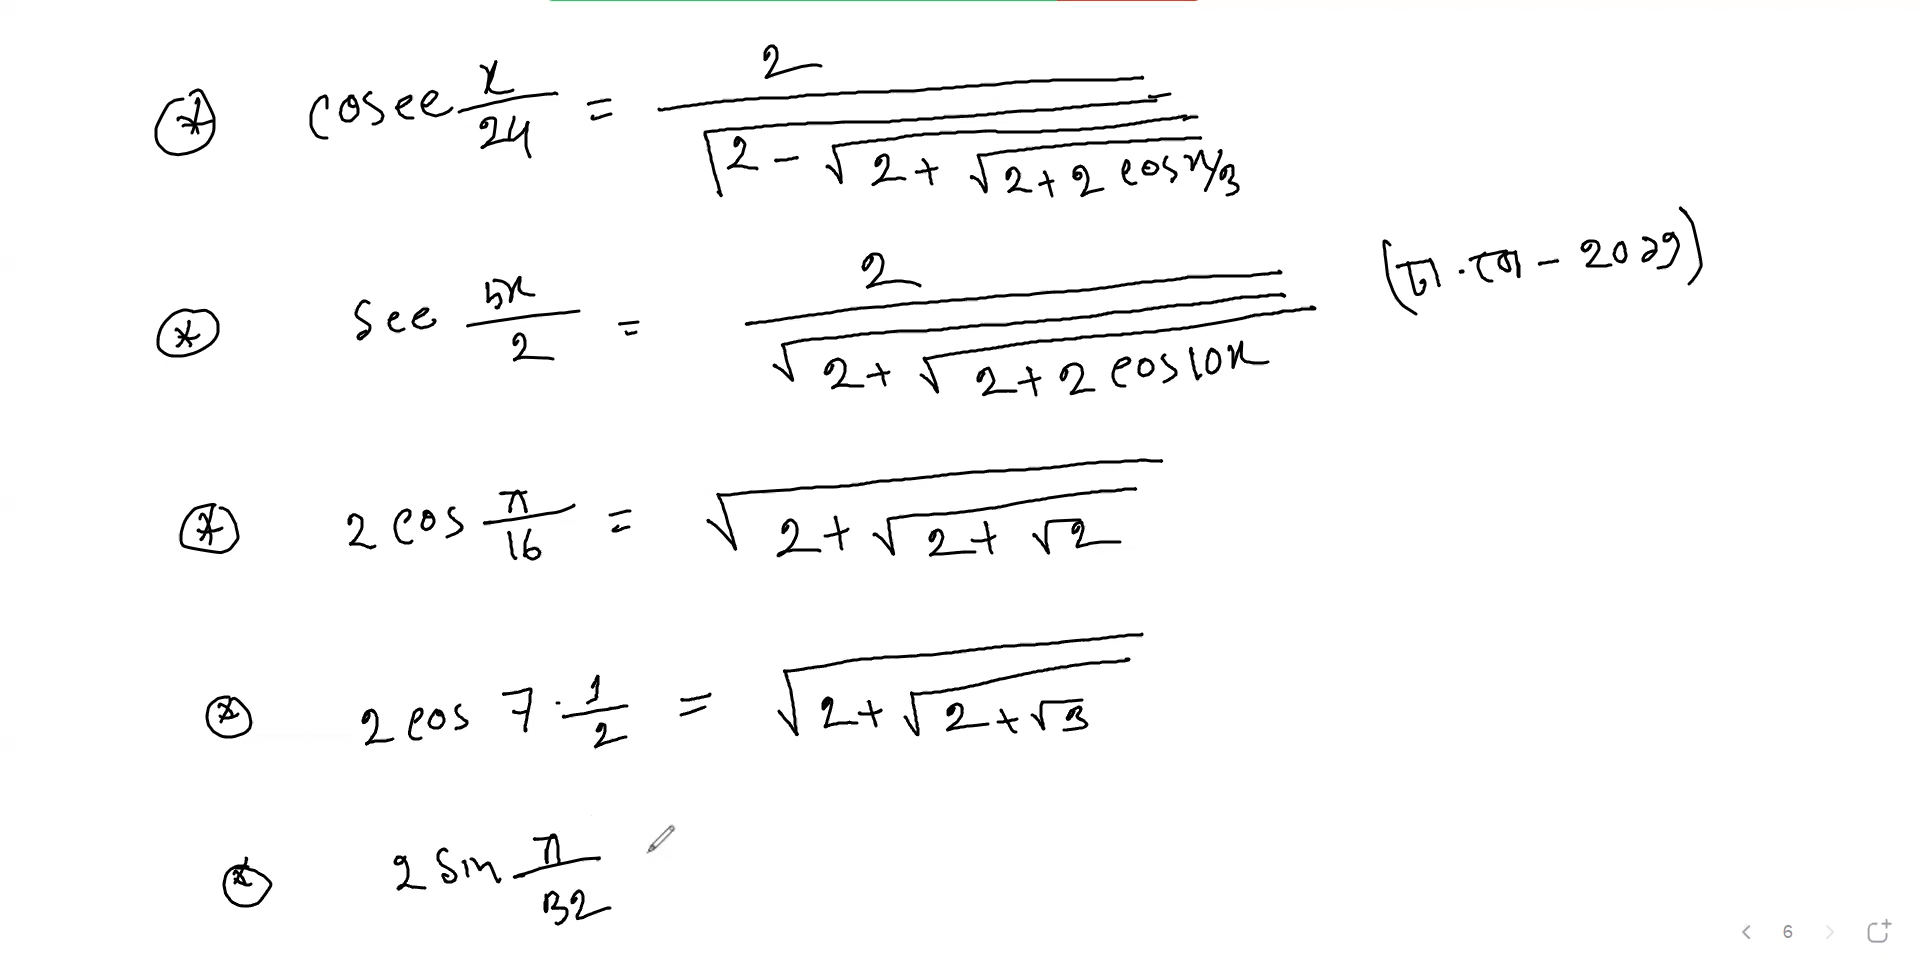 ⊛ cosec x/24 = 2/√(2 - √(2 + √(2 + 2 cos x/3)))
⊛ sec 5x/2 = 2/√(2 + √(2 + 2 cos 10x))
⊛ 2 cos π/16 = √(2 + √(2 + √2))
⊛ 2 cos 7·1/2 = √(2 + √(2 + √3))
⊛ 2 sin π/32
6